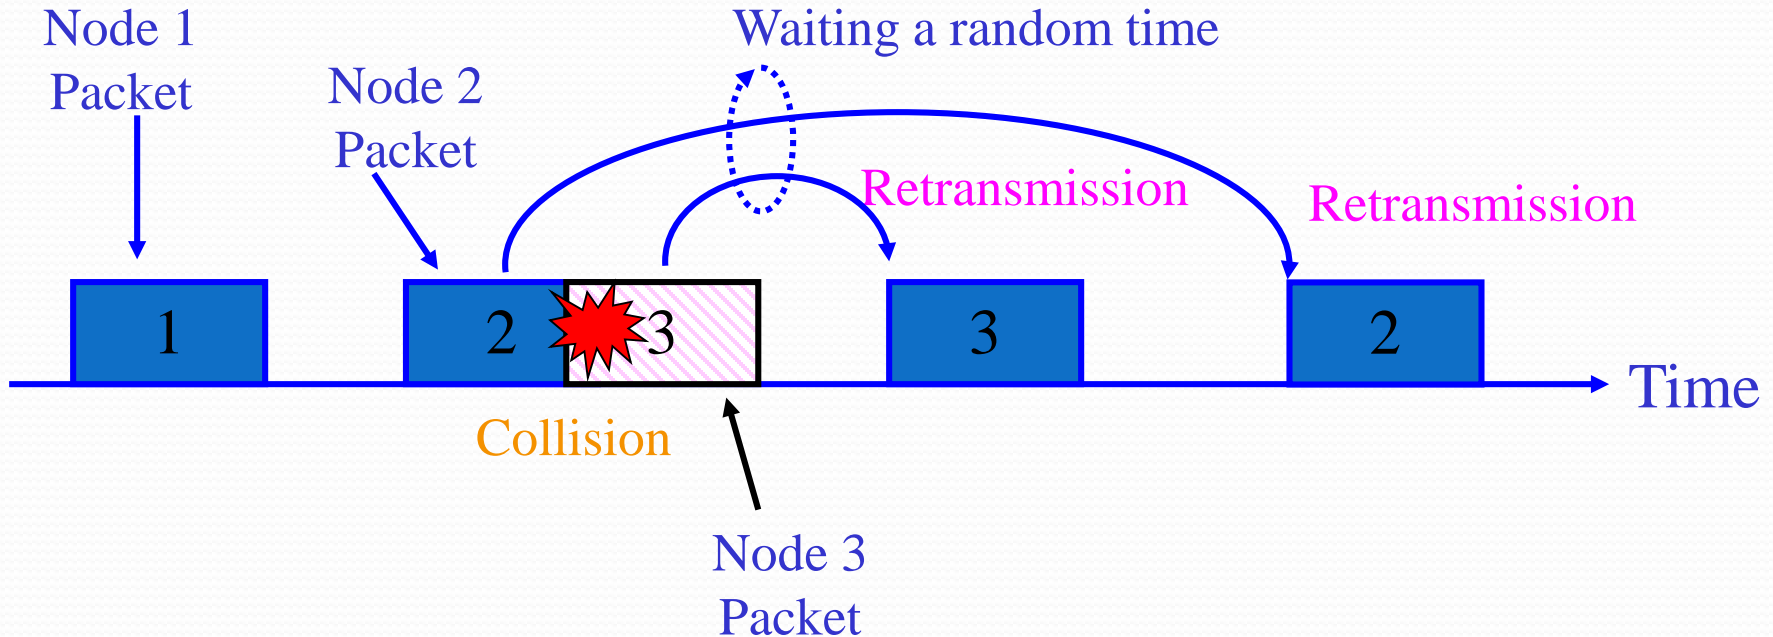 Node 1
Packet
Node 2
Packet
Waiting a random time
Retransmission
Retransmission
1
2
3
3
2
Time
Collision
Node 3
Packet